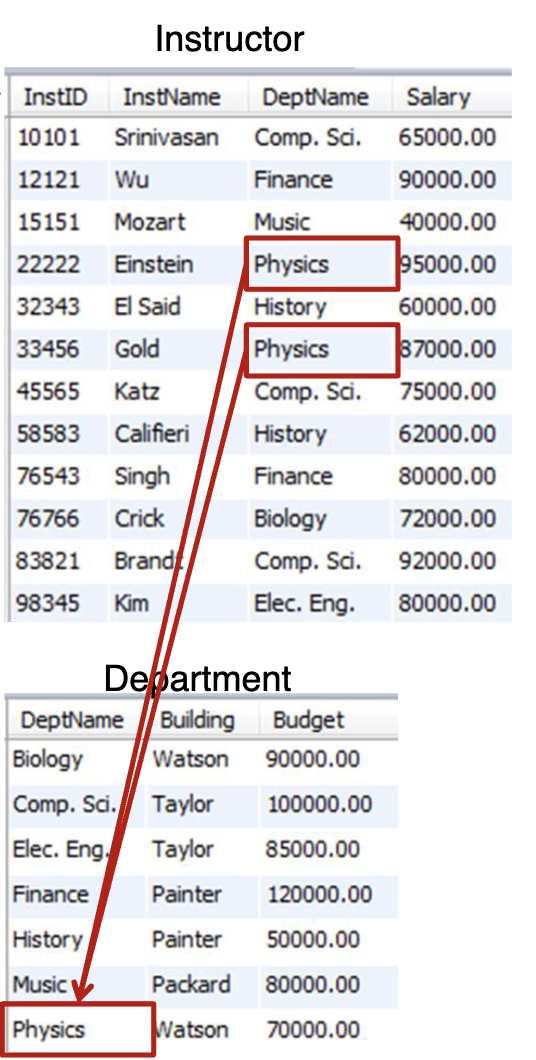 Instructor
InstID InstName DeptName Salary
10101 Srinivasan Comp. Sci. 65000.00
12121 Wu Finance 90000.00
15151 Mozart Music 40000.00
22222 Einstein Physics 95000.00
32343 El Said History 60000.00
33456 Gold Physics 87000.00
45565 Katz Comp. Sci. 75000.00
58583 Califieri History 62000.00
76543 Singh Finance 80000.00
76766 Crick Biology 72000.00
83821 Brandt Comp. Sci. 92000.00
98345 Kim Elec. Eng. 80000.00
Department
DeptName Building Budget
Biology Watson 90000.00
Comp. Sci. Taylor 100000.00
Elec. Eng. Taylor 85000.00
Finance Painter 120000.00
History Painter 50000.00
Music Packard 80000.00
Physics Watson 70000.00